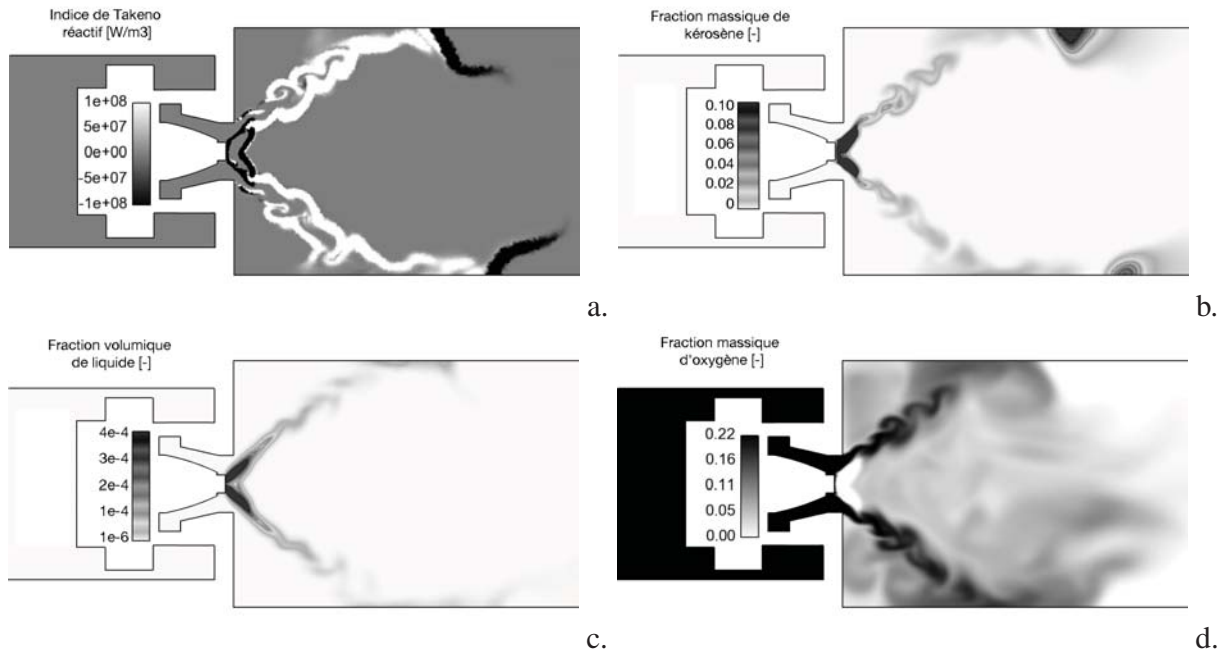 Indice de Takeno
réactif [W/m3]
1e+08
5e+07
0e+00
-5e+07
-1e+08
a.
Fraction massique de
kérosène [-]
0.10
0.08
0.06
0.04
0.02
0
b.
Fraction volumique
de liquide [-]
4e-4
3e-4
2e-4
1e-4
1e-6
c.
Fraction massique
d'oxygène [-]
0.22
0.16
0.11
0.05
0.00
d.